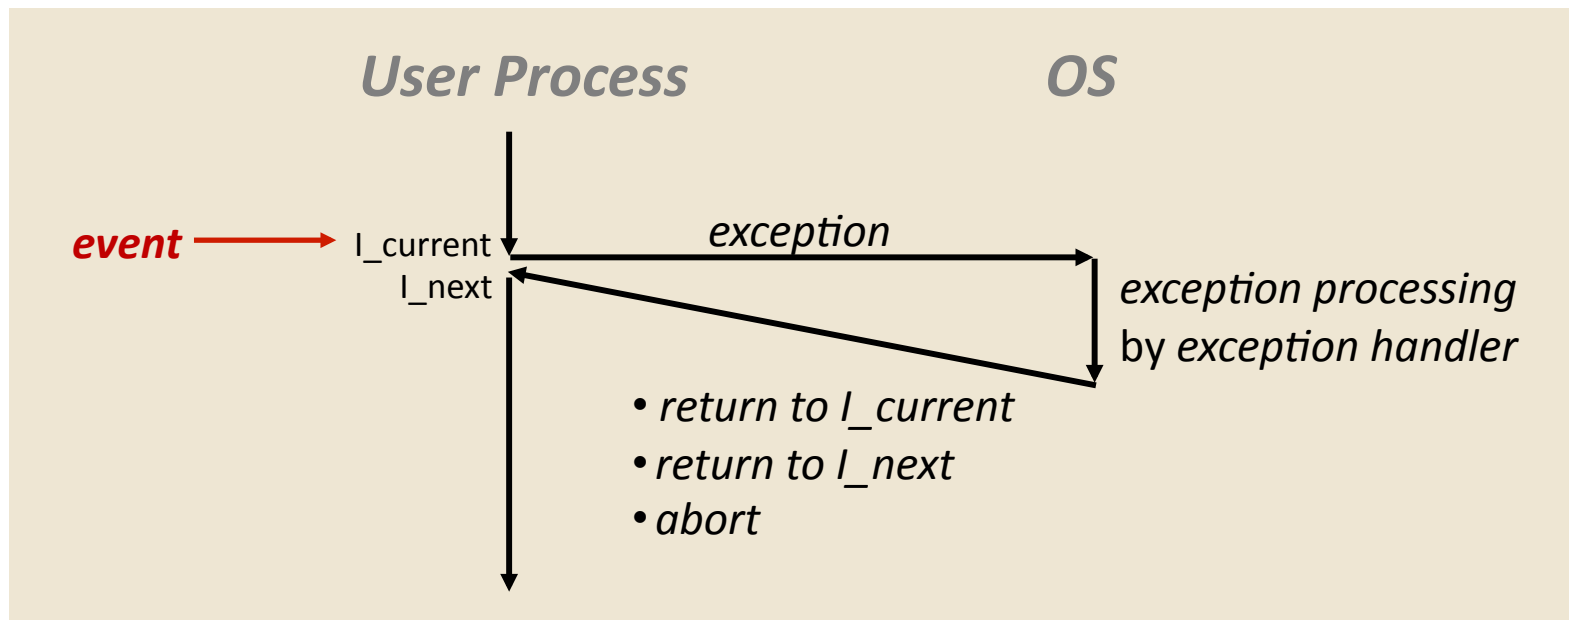 User Process
OS
event
I_current
exception
I_next
exception processing
by exception handler
• return to I_current
• return to I_next
• abort